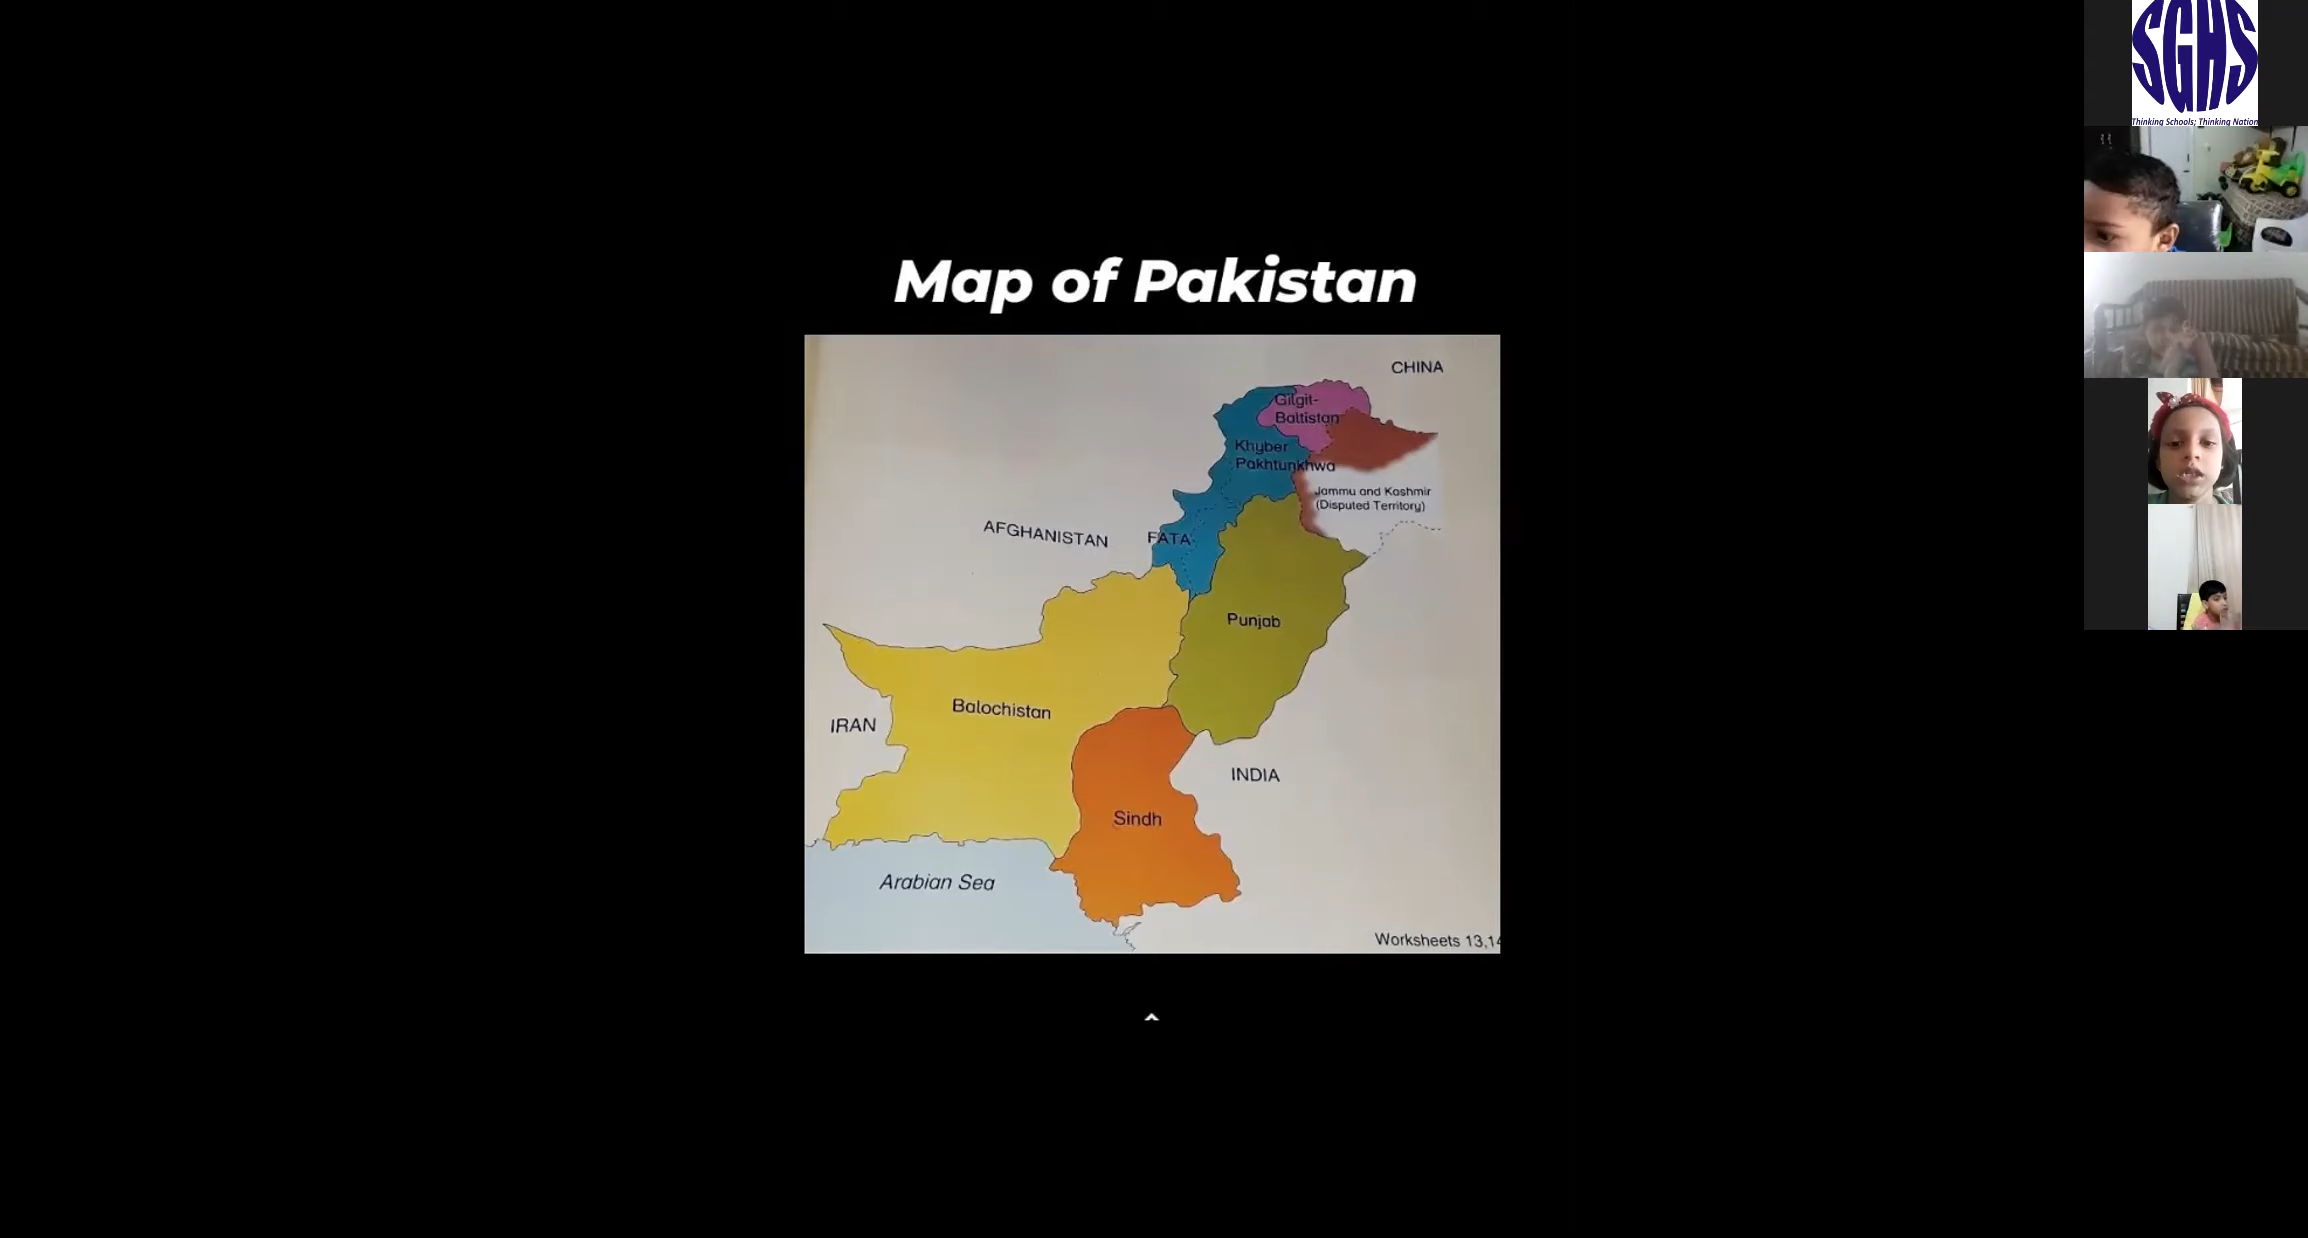 SGHS
Thinking Schools; Thinking Nation
Map of Pakistan
CHINA
Gilgit-
Baltistan
Khyber
Pakhtunkhwa
Jammu and Kashmir
(Disputed Territory)
AFGHANISTAN
FATA
Punjab
Balochistan
IRAN
INDIA
Sindh
Arabian Sea
Worksheets 13,14